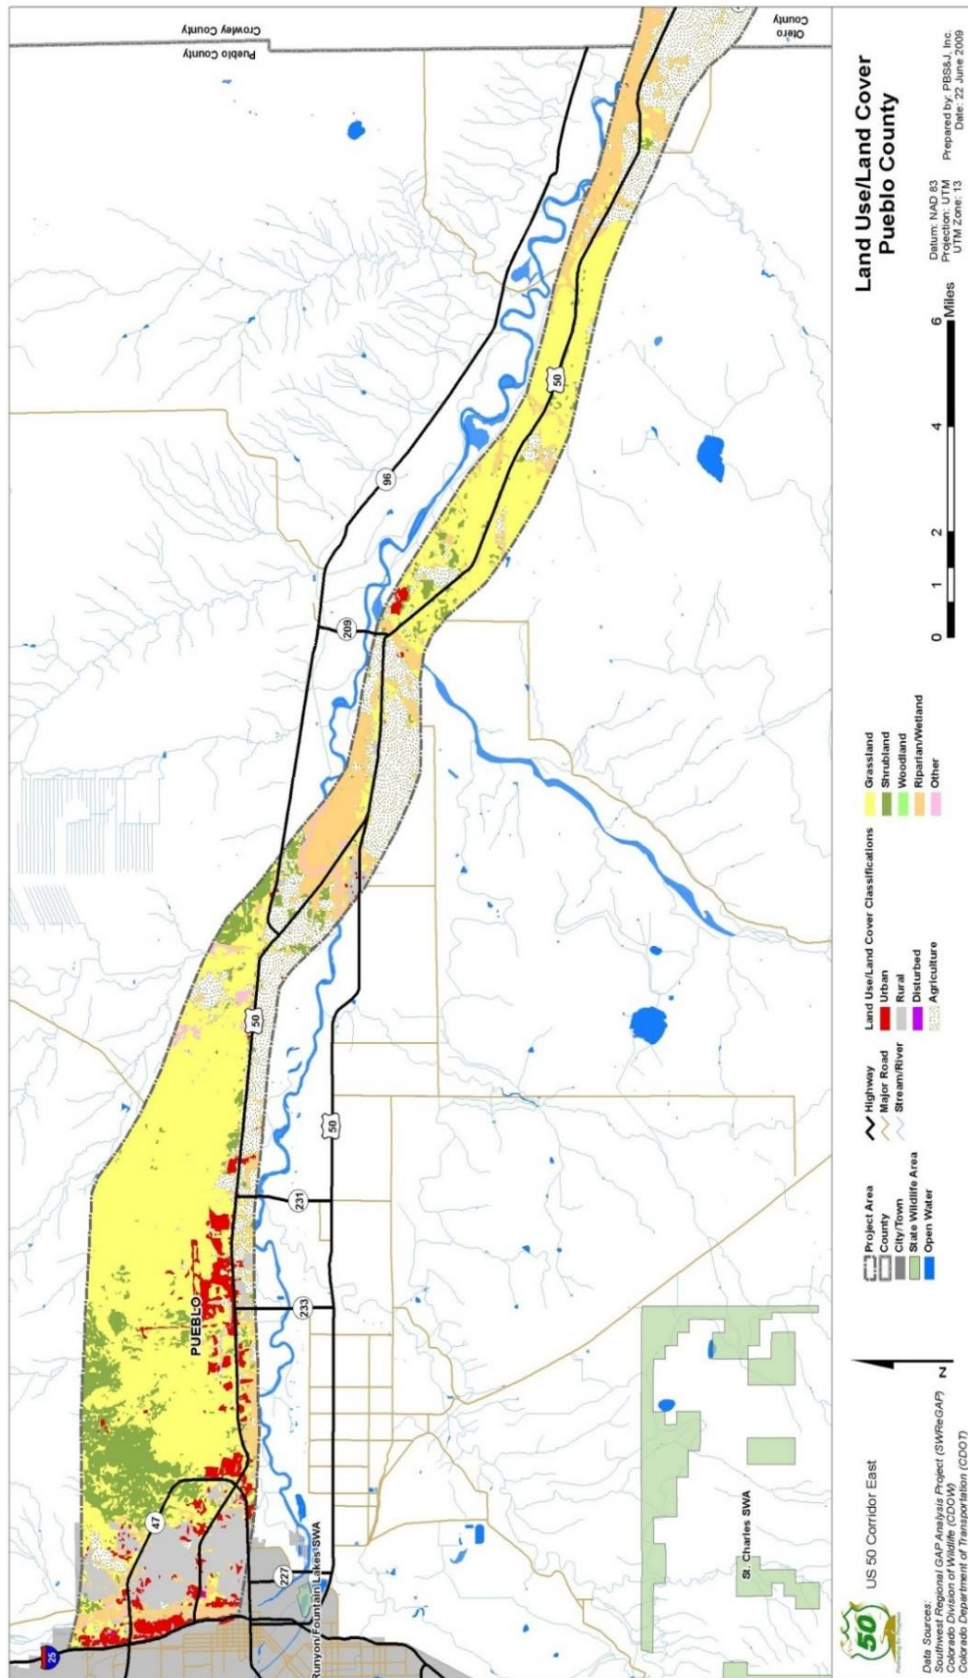 Crowley County
Pueblo County
Otero
County
25
47
PUEBLO
50
96
209
50
227
233
231
50
Runyon/Fountain Lakes SWA
St. Charles SWA
50
US 50 Corridor East
N
Project Area
County
City/Town
State Wildlife Area
Open Water
Highway
Major Road
Stream/River
Land Use/Land Cover Classifications
Urban
Rural
Disturbed
Agriculture
Grassland
Shrubland
Woodland
Riparian/Wetland
Other
0 1 2 4 6
Miles
Land Use/Land Cover
Pueblo County
Datum: NAD 83
Projection: UTM
UTM Zone: 13
Prepared by: PBS&J, Inc.
Date: 22 June 2009
Data Sources:
Southwest Regional GAP Analysis Project (SWReGAP)
Colorado Division of Wildlife (CDOW)
Colorado Department of Transportation (CDOT)